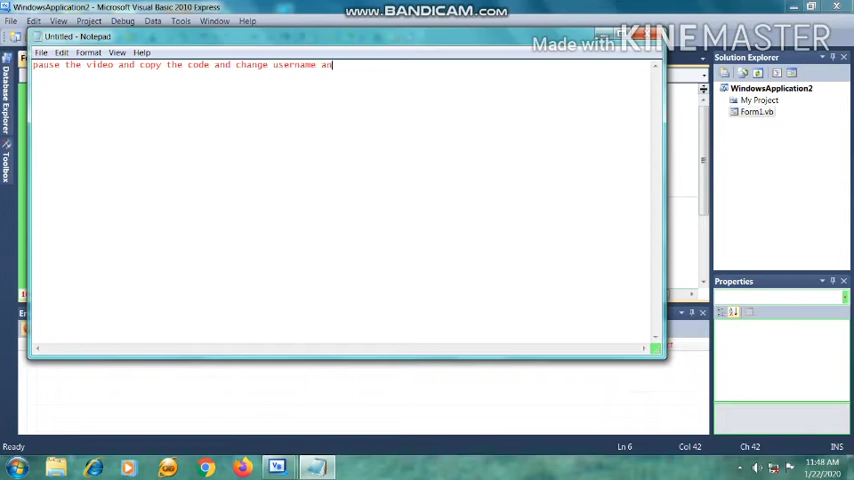 WindowsApplication2 - Microsoft Visual Basic 2010 Express
www.BANDICAM.com
File Edit View Project Debug Data Tools Window Help
Untitled - Notepad
Made with KINEMASTER
File Edit Format View Help
pause the video and copy the code and change username an
Solution Explorer
WindowsApplication2
My Project
Form1.vb
Database Explorer
Toolbox
Properties
Ready
Ln 6
Col 42
Ch 42
INS
11:48 AM
1/22/2020